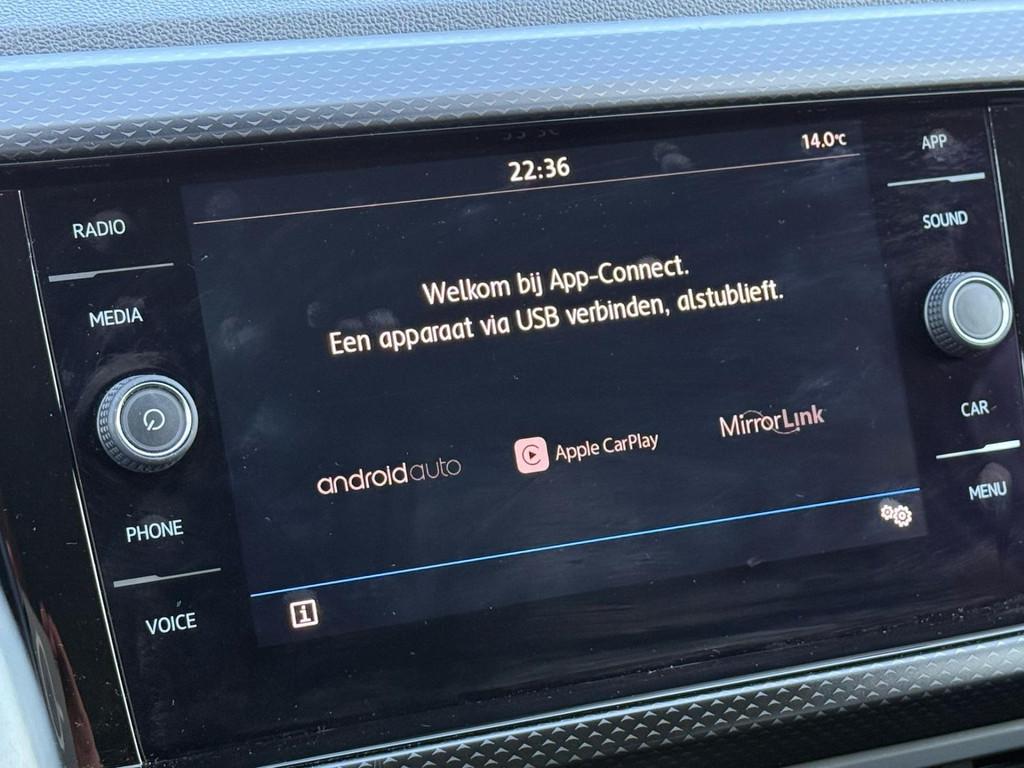 22:36
14.0°C
RADIO
MEDIA
PHONE
VOICE
Welkom bij App-Connect.
Een apparaat via USB verbinden, alstublieft.
androidauto
Apple CarPlay
MirrorLink
i
APP
SOUND
CAR
MENU